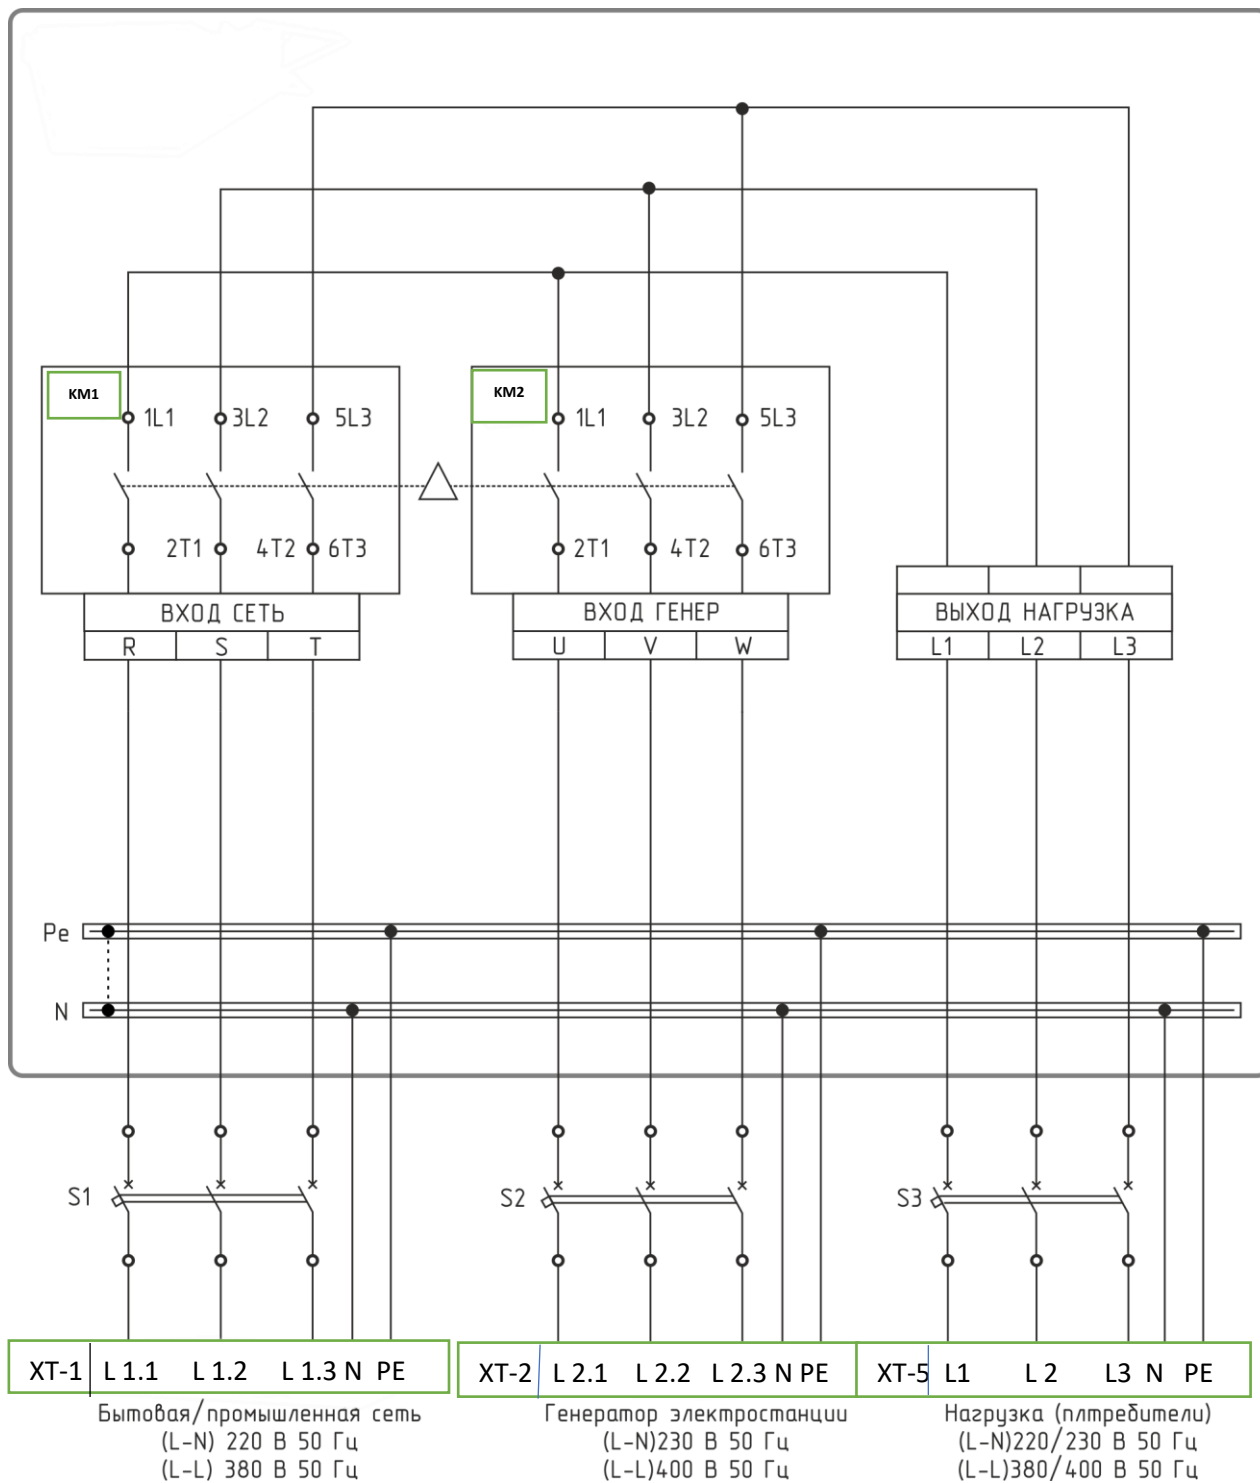 КМ1
КМ2
1L1 3L2 5L3
1L1 3L2 5L3
2T1 4T2 6T3
2T1 4T2 6T3
ВХОД СЕТЬ
R S T
ВХОД ГЕНЕР
U V W
ВЫХОД НАГРУЗКА
L1 L2 L3
Pe
N
S1
S2
S3
XT-1 L 1.1 L 1.2 L 1.3 N PE
XT-2 L 2.1 L 2.2 L 2.3 N PE
XT-5 L1 L 2 L3 N PE
Бытовая/промышленная сеть
(L-N) 220 В 50 Гц
(L-L) 380 В 50 Гц
Генератор электростанции
(L-N)230 В 50 Гц
(L-L)400 В 50 Гц
Нагрузка (плтребители)
(L-N)220/230 В 50 Гц
(L-L)380/400 В 50 Гц